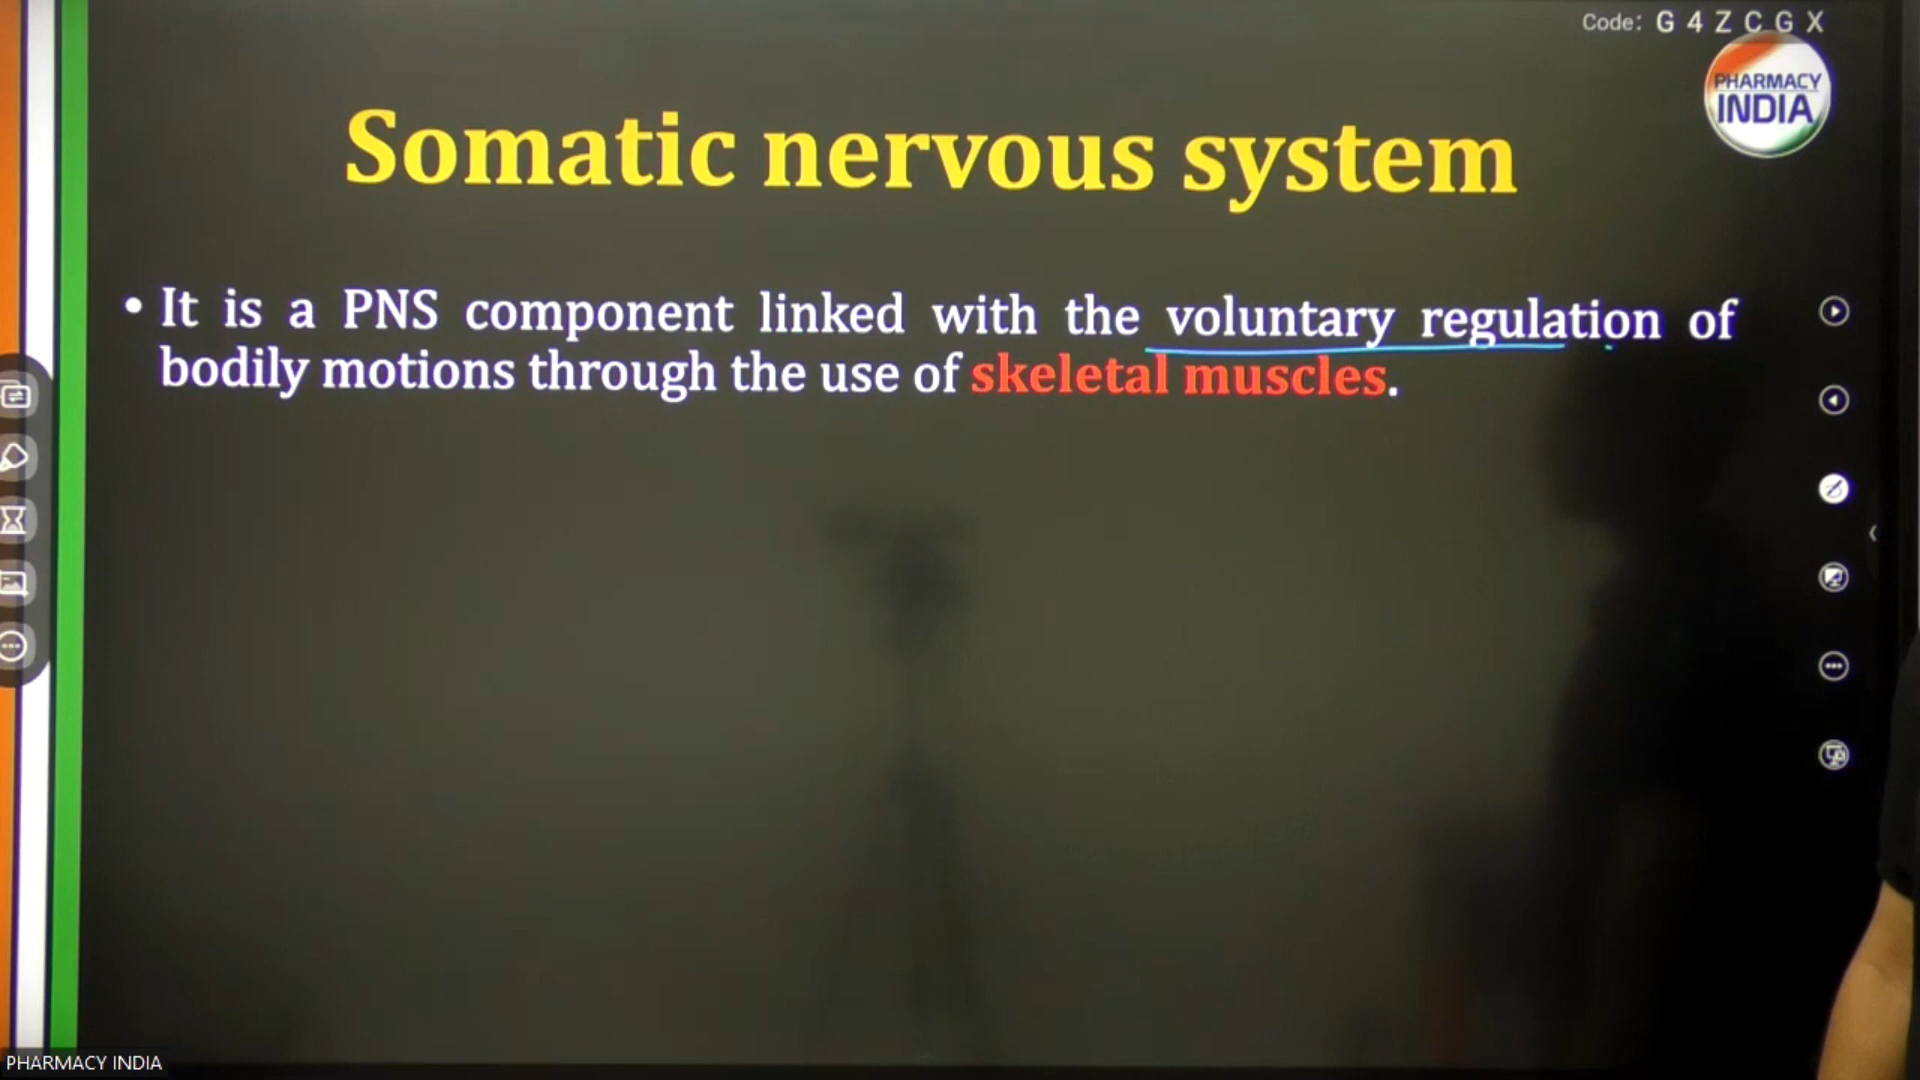 Code: G 4 Z C G X
PHARMACY
INDIA
Somatic nervous system
• It is a PNS component linked with the voluntary regulation of
bodily motions through the use of skeletal muscles.
PHARMACY INDIA